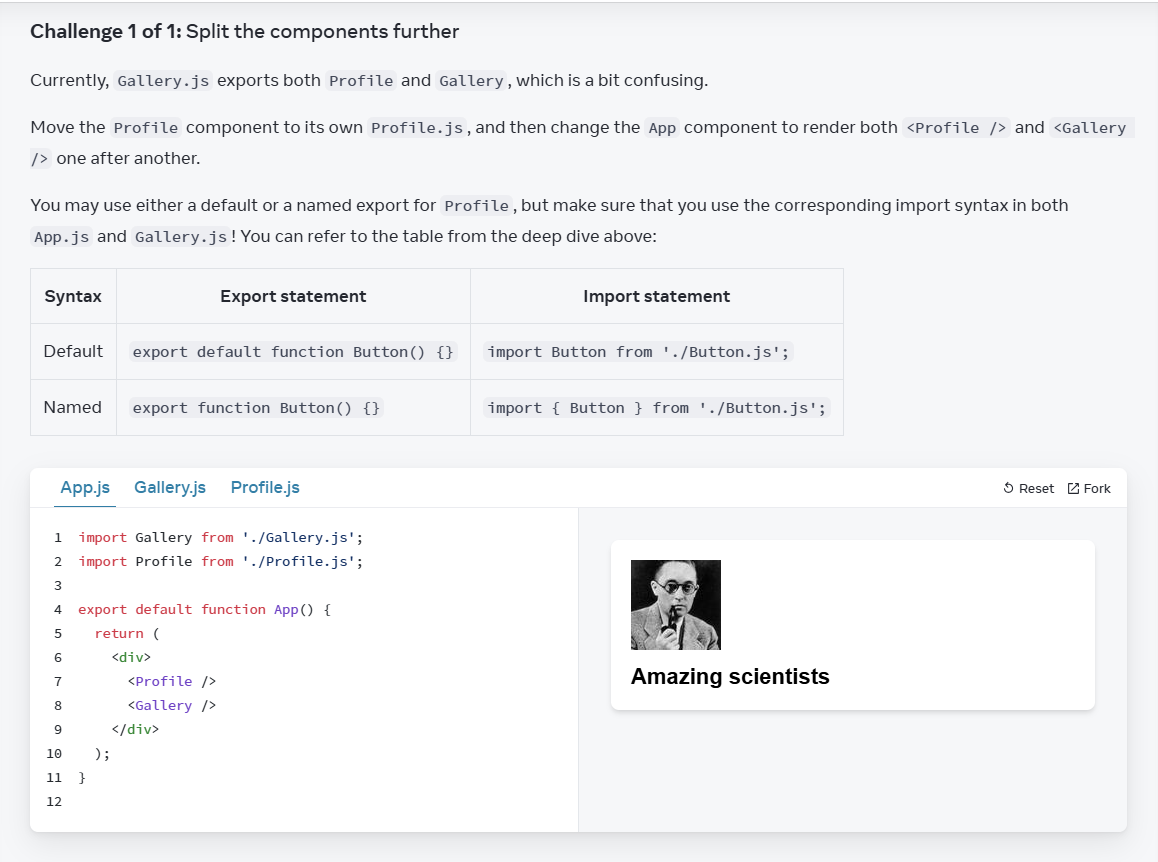 Challenge 1 of 1: Split the components further
Currently, Gallery.js exports both Profile and Gallery, which is a bit confusing.
Move the Profile component to its own Profile.js, and then change the App component to render both <Profile /> and <Gallery
/> one after another.
You may use either a default or a named export for Profile, but make sure that you use the corresponding import syntax in both
App.js and Gallery.js! You can refer to the table from the deep dive above:
Syntax Export statement Import statement
Default export default function Button() {} import Button from './Button.js';
Named export function Button() {} import { Button } from './Button.js';
App.js Gallery.js Profile.js Reset Fork
1 import Gallery from './Gallery.js';
2 import Profile from './Profile.js';
3
4 export default function App() {
5   return (
6     <div>
7       <Profile />
8       <Gallery />
9     </div>
10   );
11 }
12
Amazing scientists